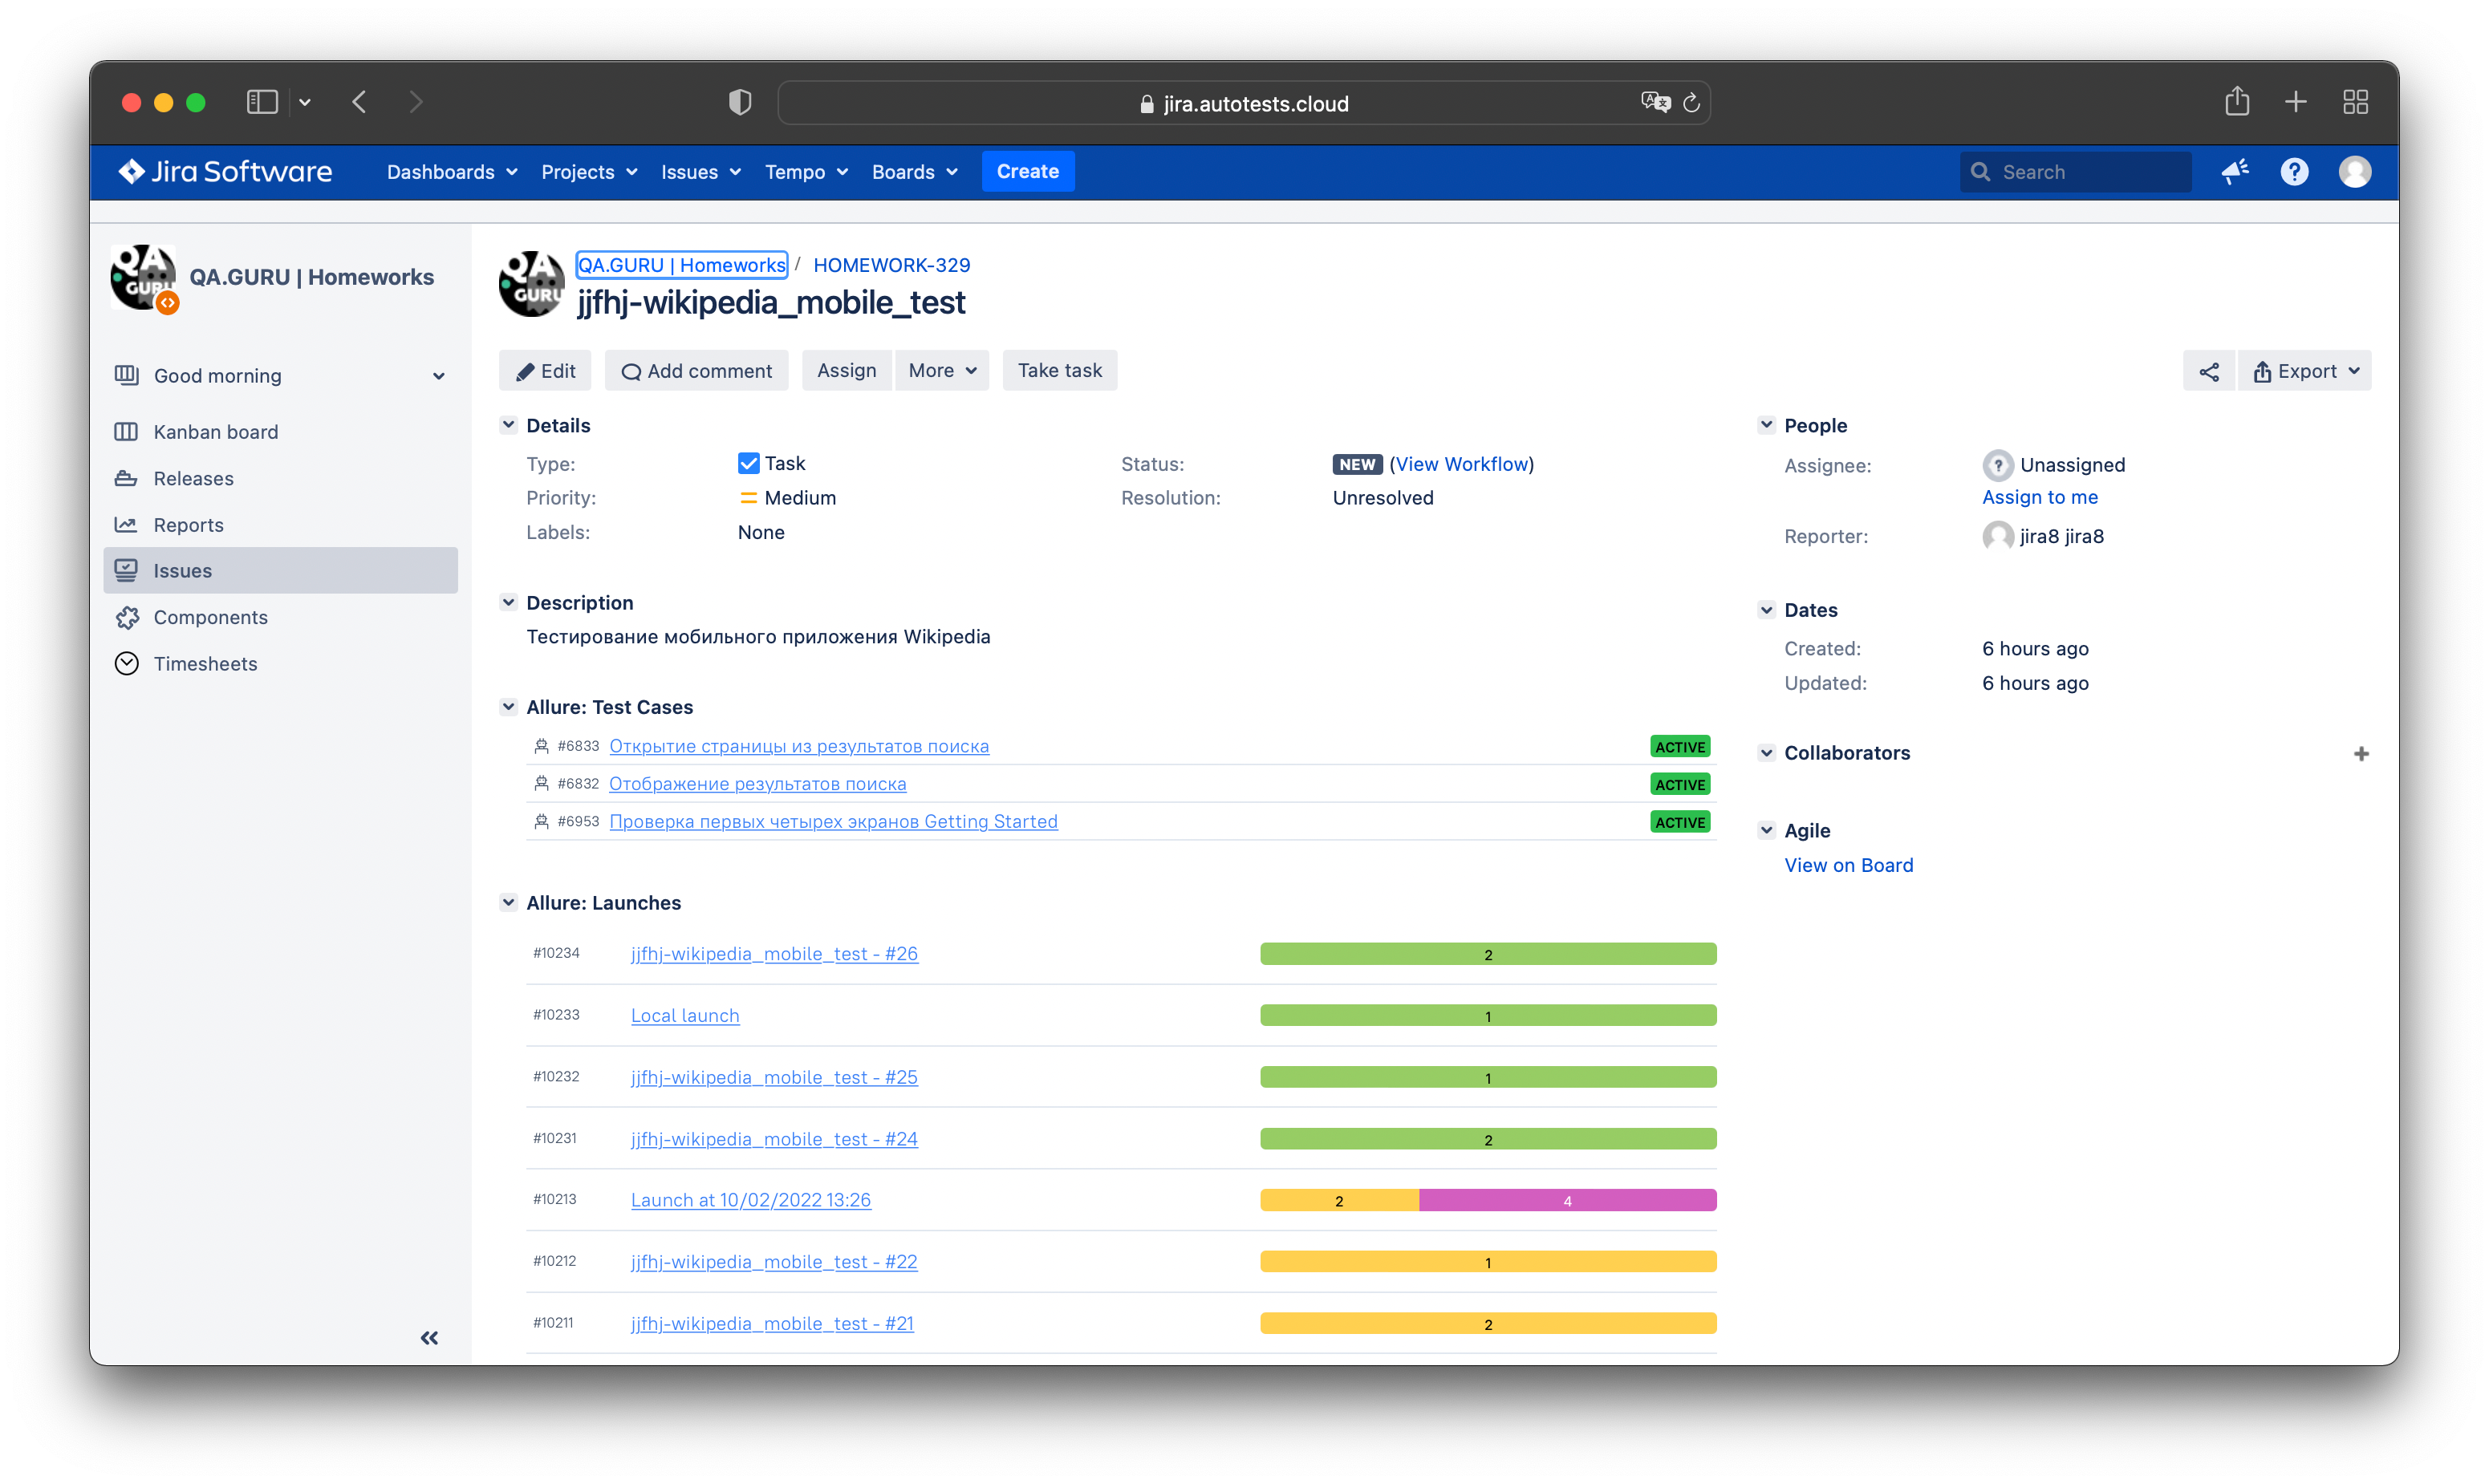 jira.autotests.cloud
Jira Software Dashboards Projects Issues Tempo Boards Create Search
QA.GURU | Homeworks
Good morning
Kanban board
Releases
Reports
Issues
Components
Timesheets
QA GURU
QA GURU
QA.GURU | Homeworks / HOMEWORK-329
jjfhj-wikipedia_mobile_test
Edit Add comment Assign More Take task Export
Details
Type: Task Status: NEW (View Workflow)
Priority: Medium Resolution: Unresolved
Labels: None
Description
Тестирование мобильного приложения Wikipedia
Allure: Test Cases
#6833 Открытие страницы из результатов поиска ACTIVE
#6832 Отображение результатов поиска ACTIVE
#6953 Проверка первых четырех экранов Getting Started ACTIVE
Allure: Launches
#10234 jjfhj-wikipedia_mobile_test - #26 2
#10233 Local launch 1
#10232 jjfhj-wikipedia_mobile_test - #25 1
#10231 jjfhj-wikipedia_mobile_test - #24 2
#10213 Launch at 10/02/2022 13:26 2 4
#10212 jjfhj-wikipedia_mobile_test - #22 1
#10211 jjfhj-wikipedia_mobile_test - #21 2
People
Assignee: Unassigned
Assign to me
Reporter: jira8 jira8
Dates
Created: 6 hours ago
Updated: 6 hours ago
Collaborators
Agile
View on Board